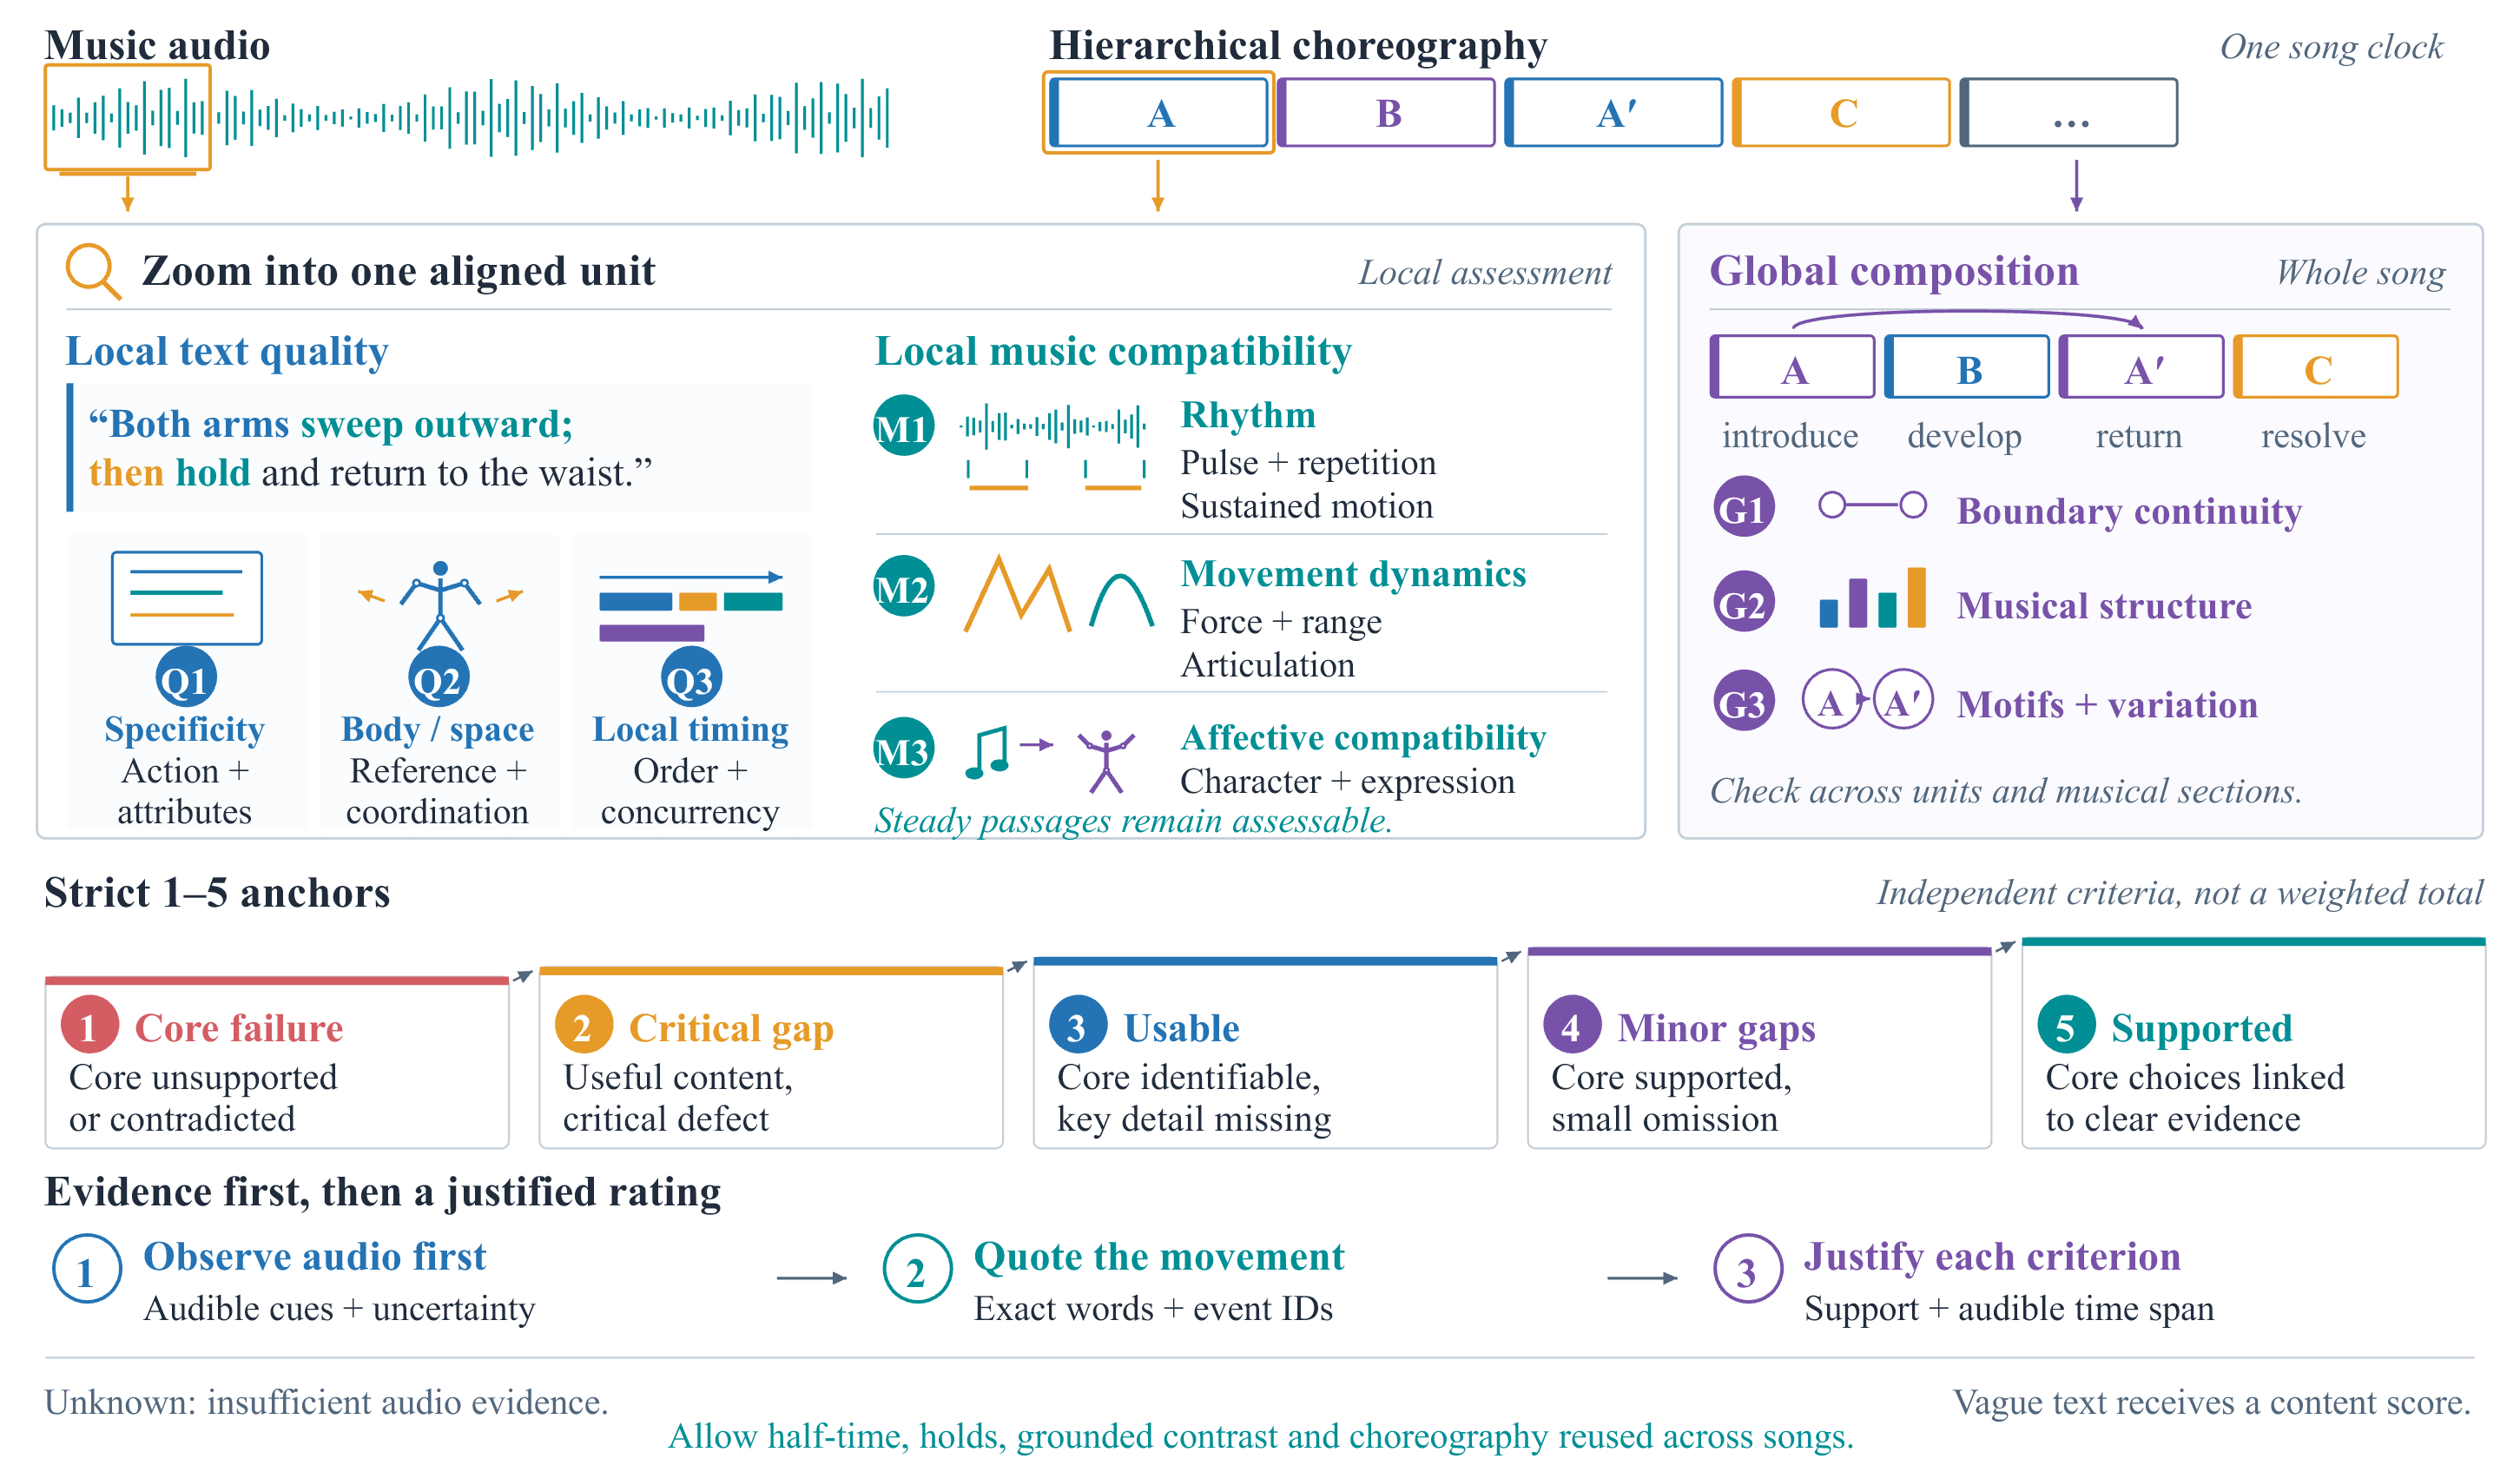 Music audio
Hierarchical choreography
One song clock
A
B
A′
C
...
Zoom into one aligned unit
Local assessment
Local text quality
“Both arms sweep outward;
then hold and return to the waist.”
Q1
Specificity
Action +
attributes
Q2
Body / space
Reference +
coordination
Q3
Local timing
Order +
concurrency
Local music compatibility
M1
Rhythm
Pulse + repetition
Sustained motion
M2
Movement dynamics
Force + range
Articulation
M3
Affective compatibility
Character + expression
Steady passages remain assessable.
Global composition
Whole song
A
B
A′
C
introduce
develop
return
resolve
G1
Boundary continuity
G2
Musical structure
G3
A
A′
Motifs + variation
Check across units and musical sections.
Strict 1–5 anchors
Independent criteria, not a weighted total
1 Core failure
Core unsupported
or contradicted
2 Critical gap
Useful content,
critical defect
3 Usable
Core identifiable,
key detail missing
4 Minor gaps
Core supported,
small omission
5 Supported
Core choices linked
to clear evidence
Evidence first, then a justified rating
1 Observe audio first
Audible cues + uncertainty
2 Quote the movement
Exact words + event IDs
3 Justify each criterion
Support + audible time span
Unknown: insufficient audio evidence.
Vague text receives a content score.
Allow half-time, holds, grounded contrast and choreography reused across songs.